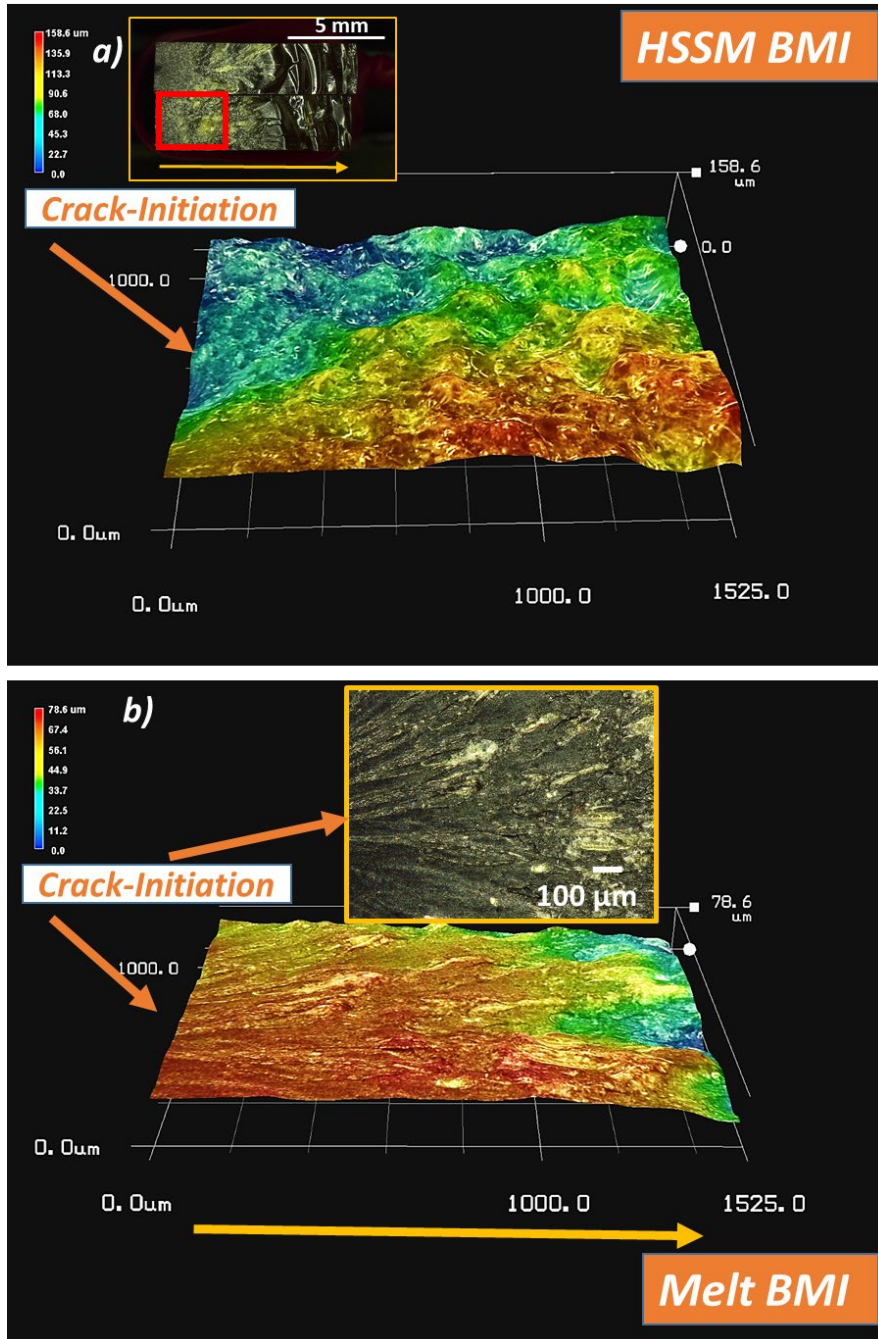 158.6 um
135.9
113.3
90.6
68.0
45.3
22.7
0.0
a)
5 mm
HSSM BMI
Crack-Initiation
158.6
um
0.0
1000.0
0.0um
0.0um
1000.0
1525.0
78.6 um
67.4
56.1
44.9
33.7
22.5
11.2
0.0
b)
100 μm
Crack-Initiation
78.6
um
1000.0
0.0um
0.0um
1000.0
1525.0
Melt BMI